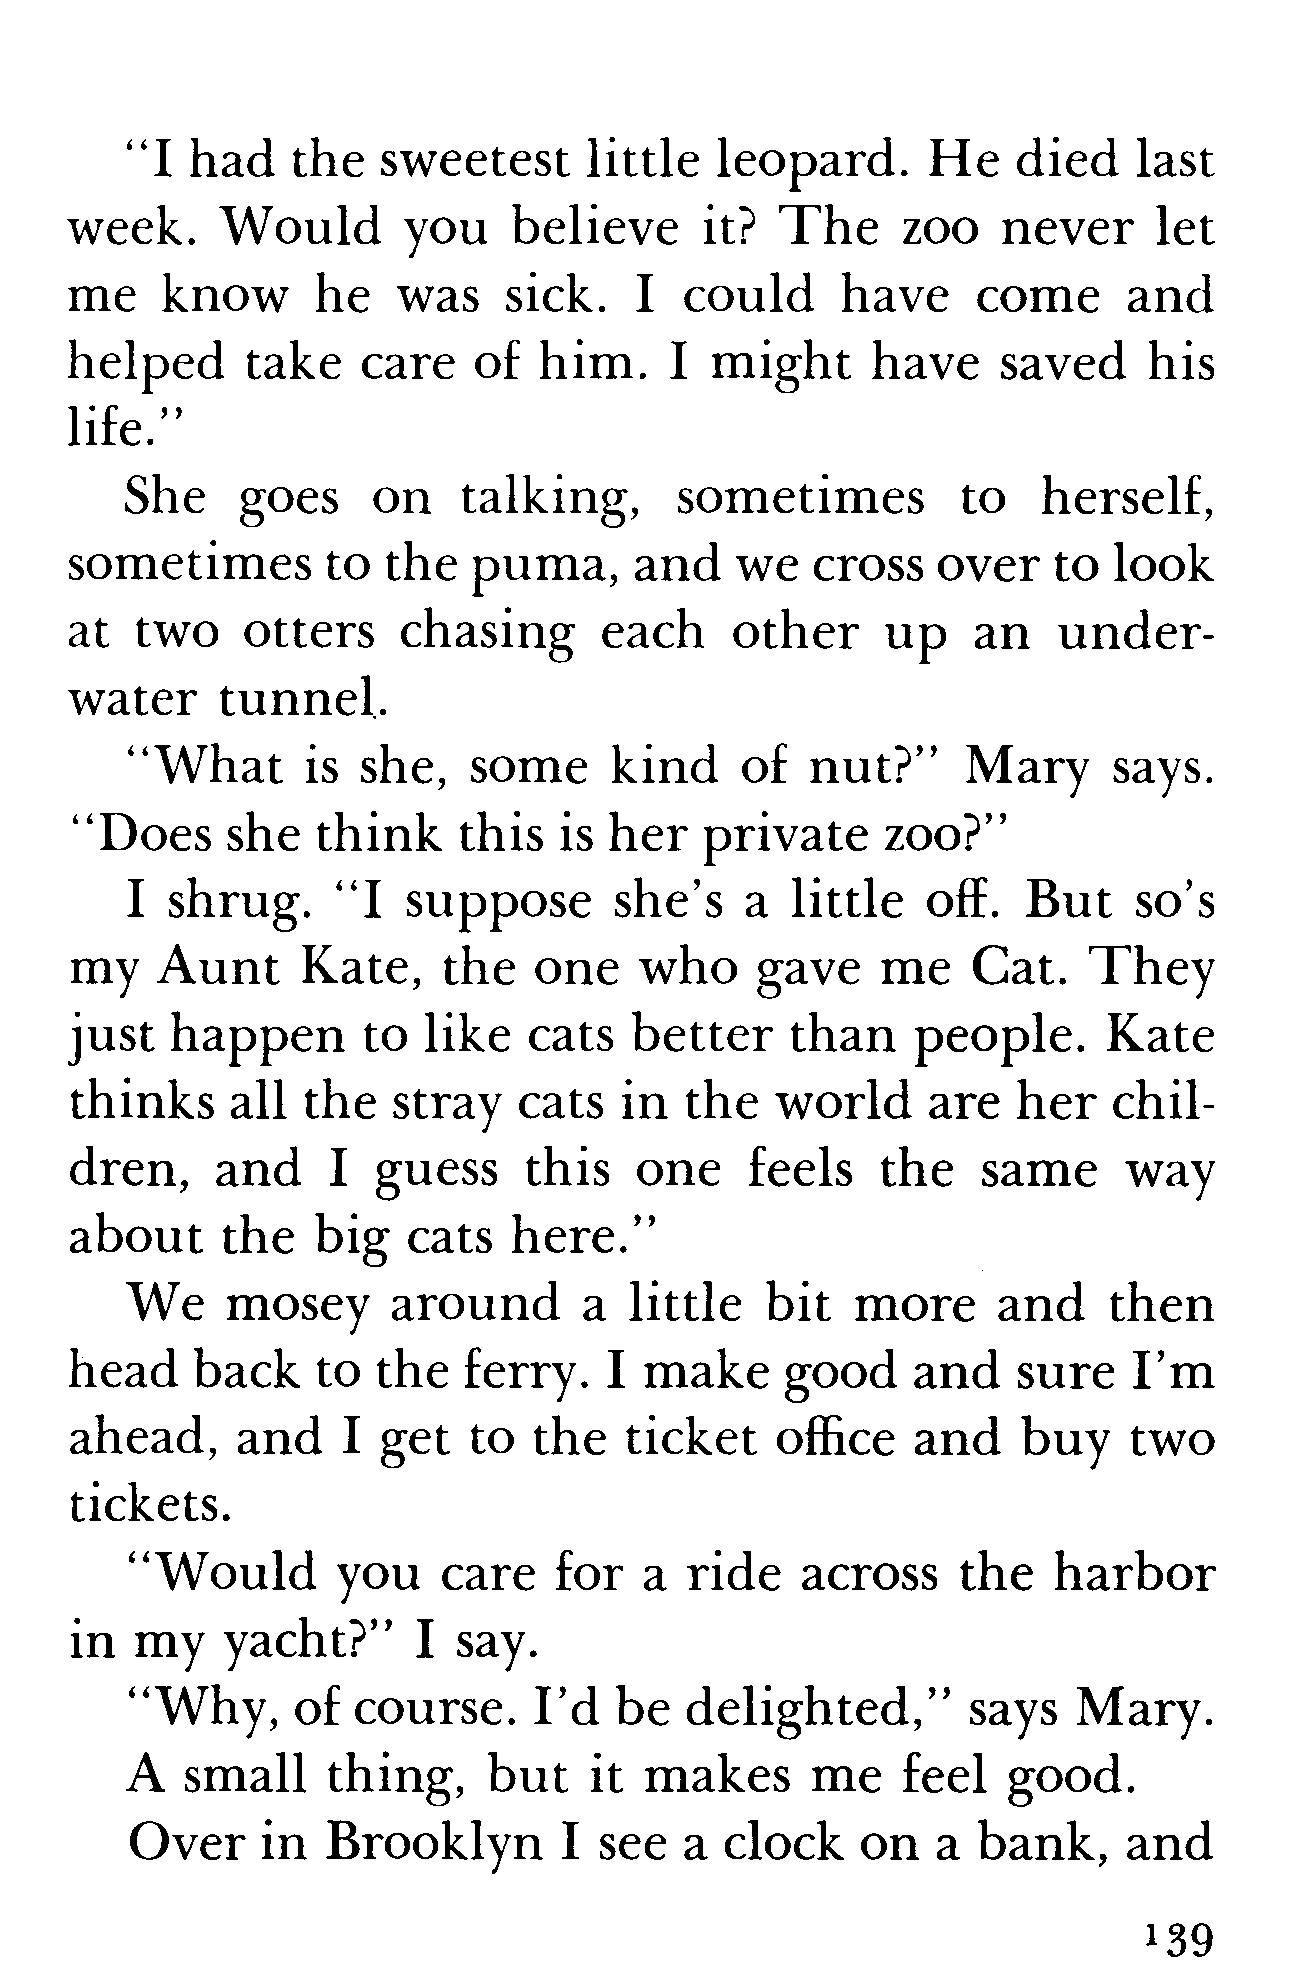 “I had the sweetest little leopard. He died last
week. Would you believe it? The zoo never let
me know he was sick. I could have come and
helped take care of him. I might have saved his
life.”
She goes on talking, sometimes to herself,
sometimes to the puma, and we cross over to look
at two otters chasing each other up an under-
water tunnel.
“What is she, some kind of nut?” Mary says.
“Does she think this is her private zoo?”
I shrug. “I suppose she’s a little off. But so’s
my Aunt Kate, the one who gave me Cat. They
just happen to like cats better than people. Kate
thinks all the stray cats in the world are her chil-
dren, and I guess this one feels the same way
about the big cats here.”
We mosey around a little bit more and then
head back to the ferry. I make good and sure I’m
ahead, and I get to the ticket office and buy two
tickets.
“Would you care for a ride across the harbor
in my yacht?” I say.
“Why, of course. I’d be delighted,” says Mary.
A small thing, but it makes me feel good.
Over in Brooklyn I see a clock on a bank, and
139